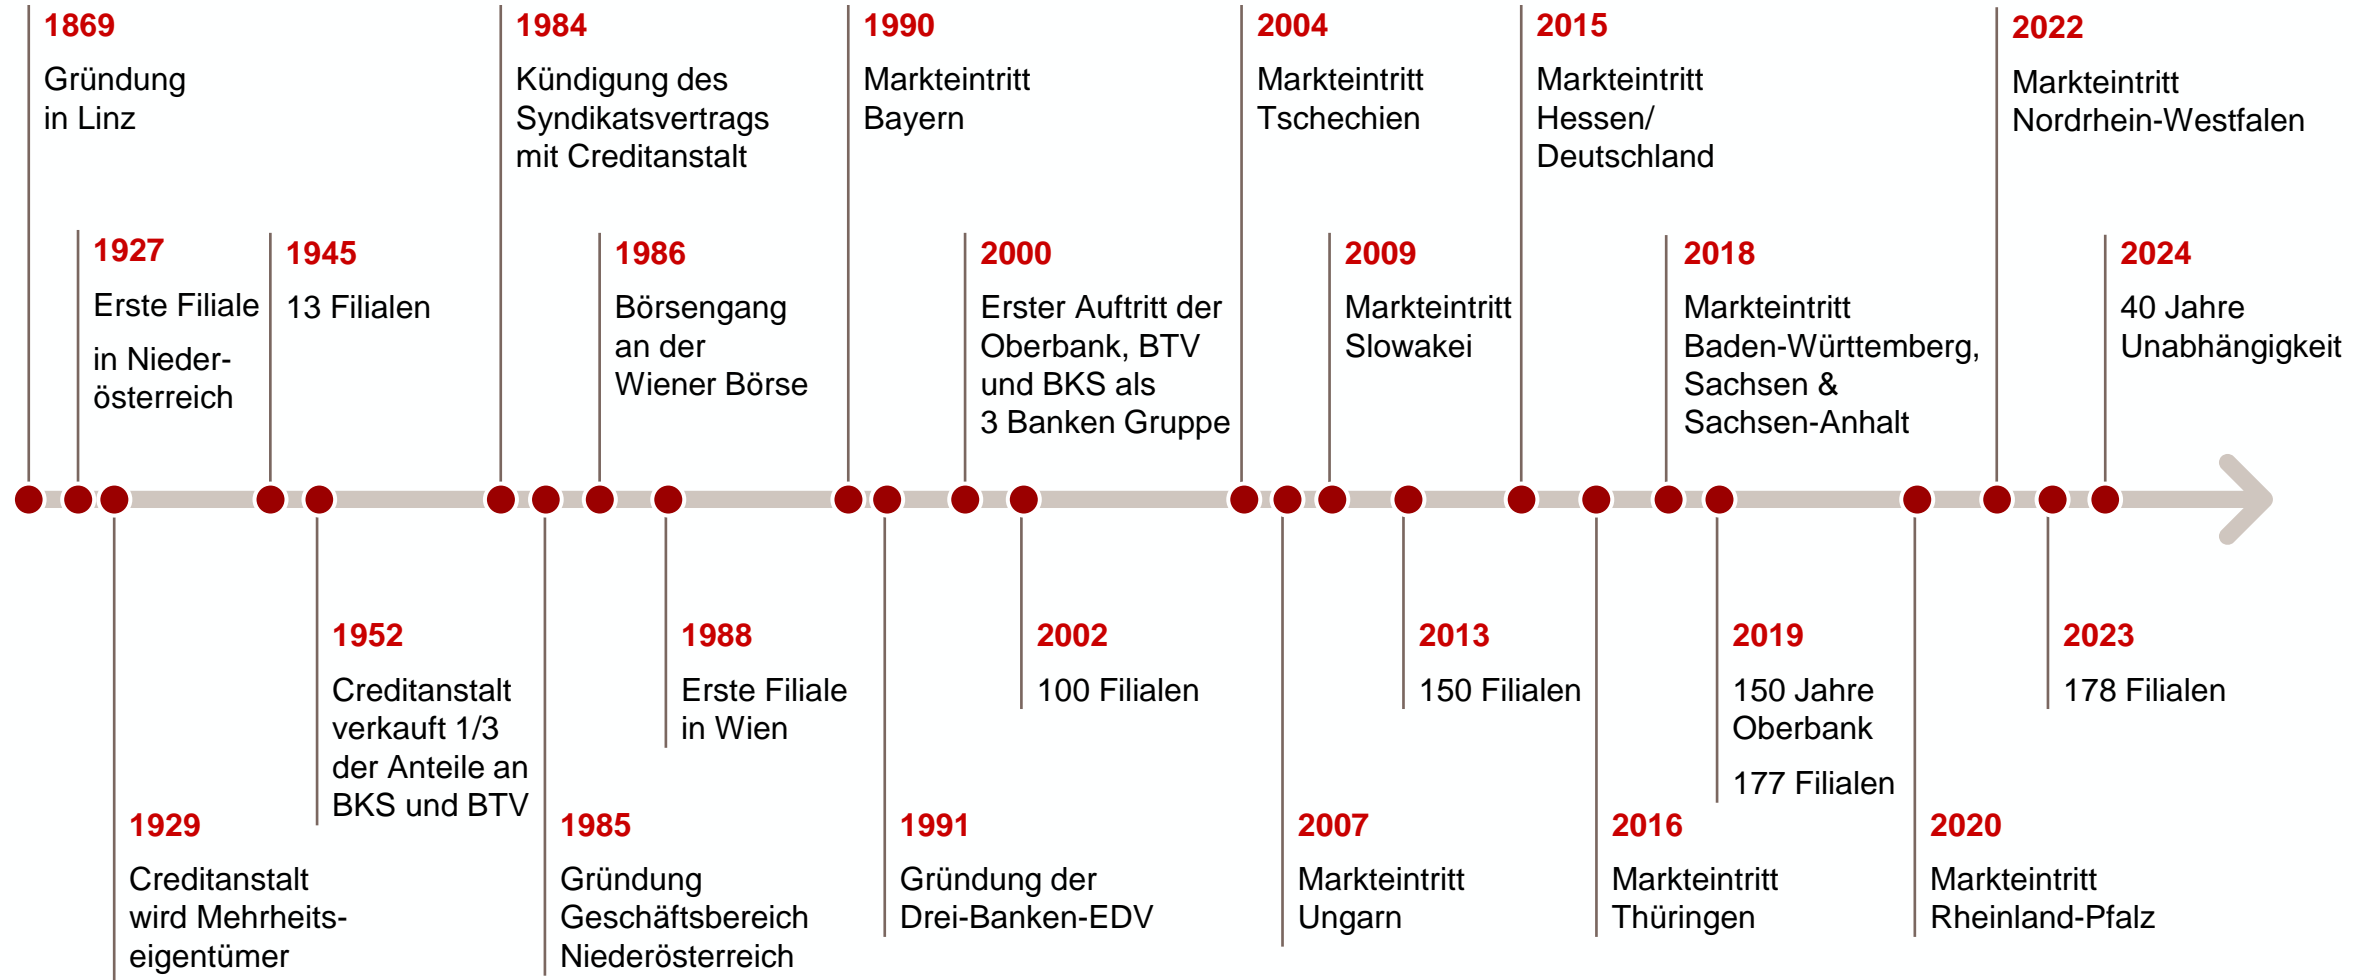 1869
Gründung
in Linz
1984
Kündigung des
Syndikatsvertrags
mit Creditanstalt
1990
Markteintritt
Bayern
2004
Markteintritt
Tschechien
2015
Markteintritt
Hessen/
Deutschland
2022
Markteintritt
Nordrhein-Westfalen
1927
Erste Filiale
in Nieder-
österreich
1945
13 Filialen
1986
Börsengang
an der
Wiener Börse
2000
Erster Auftritt der
Oberbank, BTV
und BKS als
3 Banken Gruppe
2009
Markteintritt
Slowakei
2018
Markteintritt
Baden-Württemberg,
Sachsen &
Sachsen-Anhalt
2024
40 Jahre
Unabhängigkeit
1952
Creditanstalt
verkauft 1/3
der Anteile an
BKS und BTV
1988
Erste Filiale
in Wien
2002
100 Filialen
2013
150 Filialen
2019
150 Jahre
Oberbank
177 Filialen
2023
178 Filialen
1929
Creditanstalt
wird Mehrheits-
eigentümer
1985
Gründung
Geschäftsbereich
Niederösterreich
1991
Gründung der
Drei-Banken-EDV
2007
Markteintritt
Ungarn
2016
Markteintritt
Thüringen
2020
Markteintritt
Rheinland-Pfalz